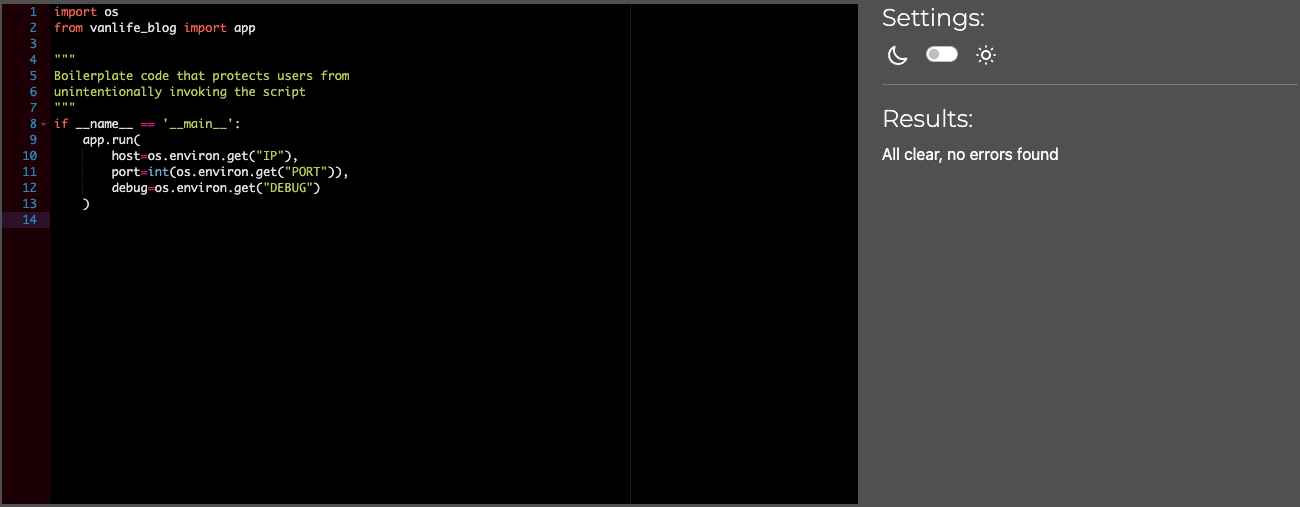 1 import os
2 from vanlife_blog import app
3
4 """
5 Boilerplate code that protects users from
6 unintentionally invoking the script
7 """
8 if __name__ == '__main__':
9     app.run(
10         host=os.environ.get("IP"),
11         port=int(os.environ.get("PORT")),
12         debug=os.environ.get("DEBUG")
13     )
14
Settings:
Results:
All clear, no errors found